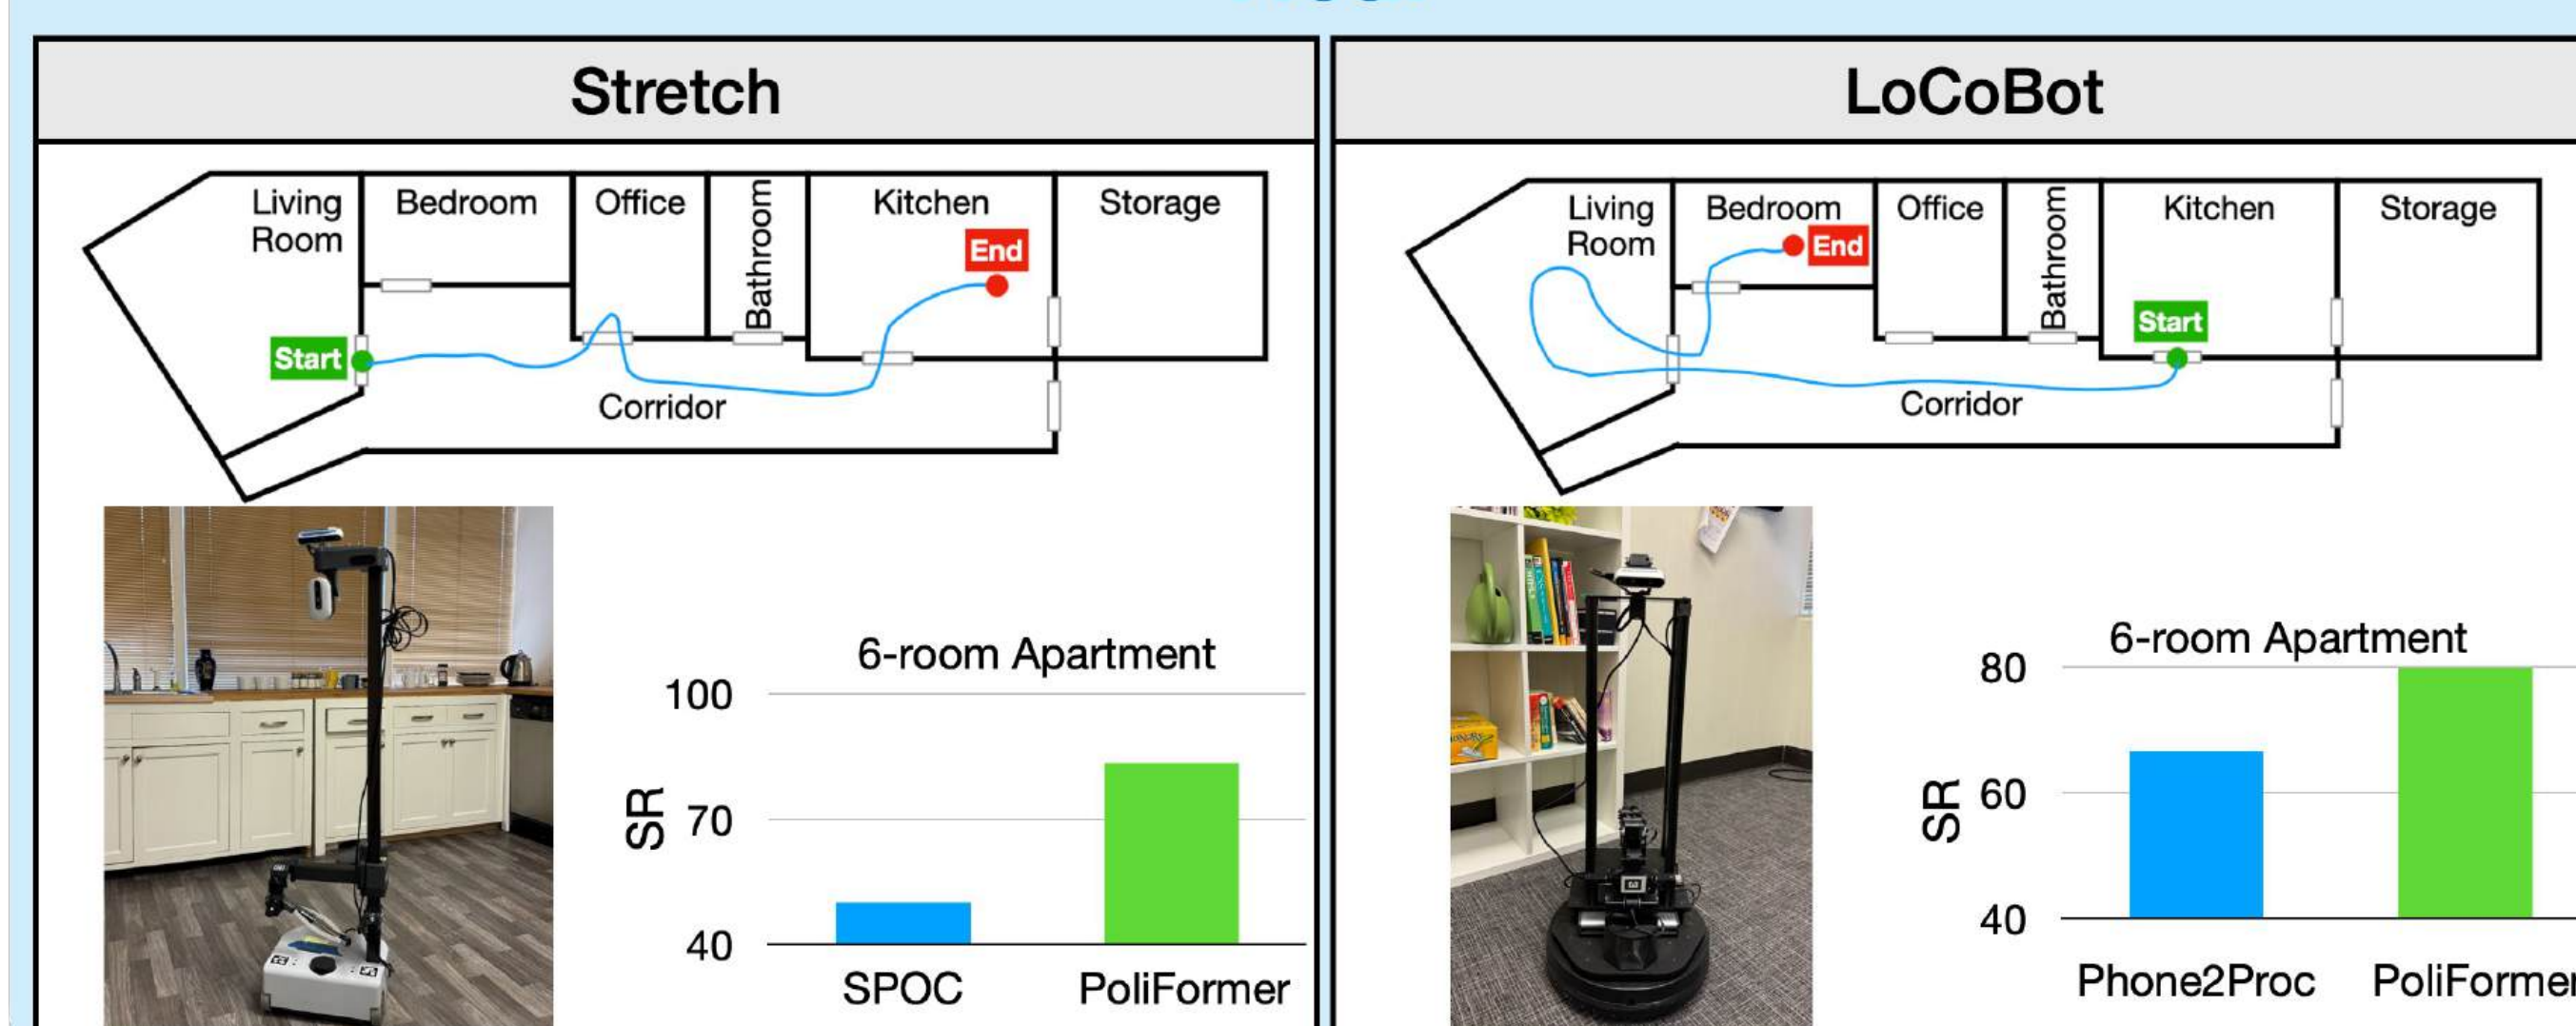 Stretch
Living
Room
Bedroom
Office
Bathroom
Kitchen
Storage
End
Start
Corridor
6-room Apartment
100
SR
70
40
SPOC
PoliFormer
LoCoBot
Living
Room
Bedroom
Office
Bathroom
Kitchen
Storage
End
Start
Corridor
6-room Apartment
80
SR
60
40
Phone2Proc
PoliFormer